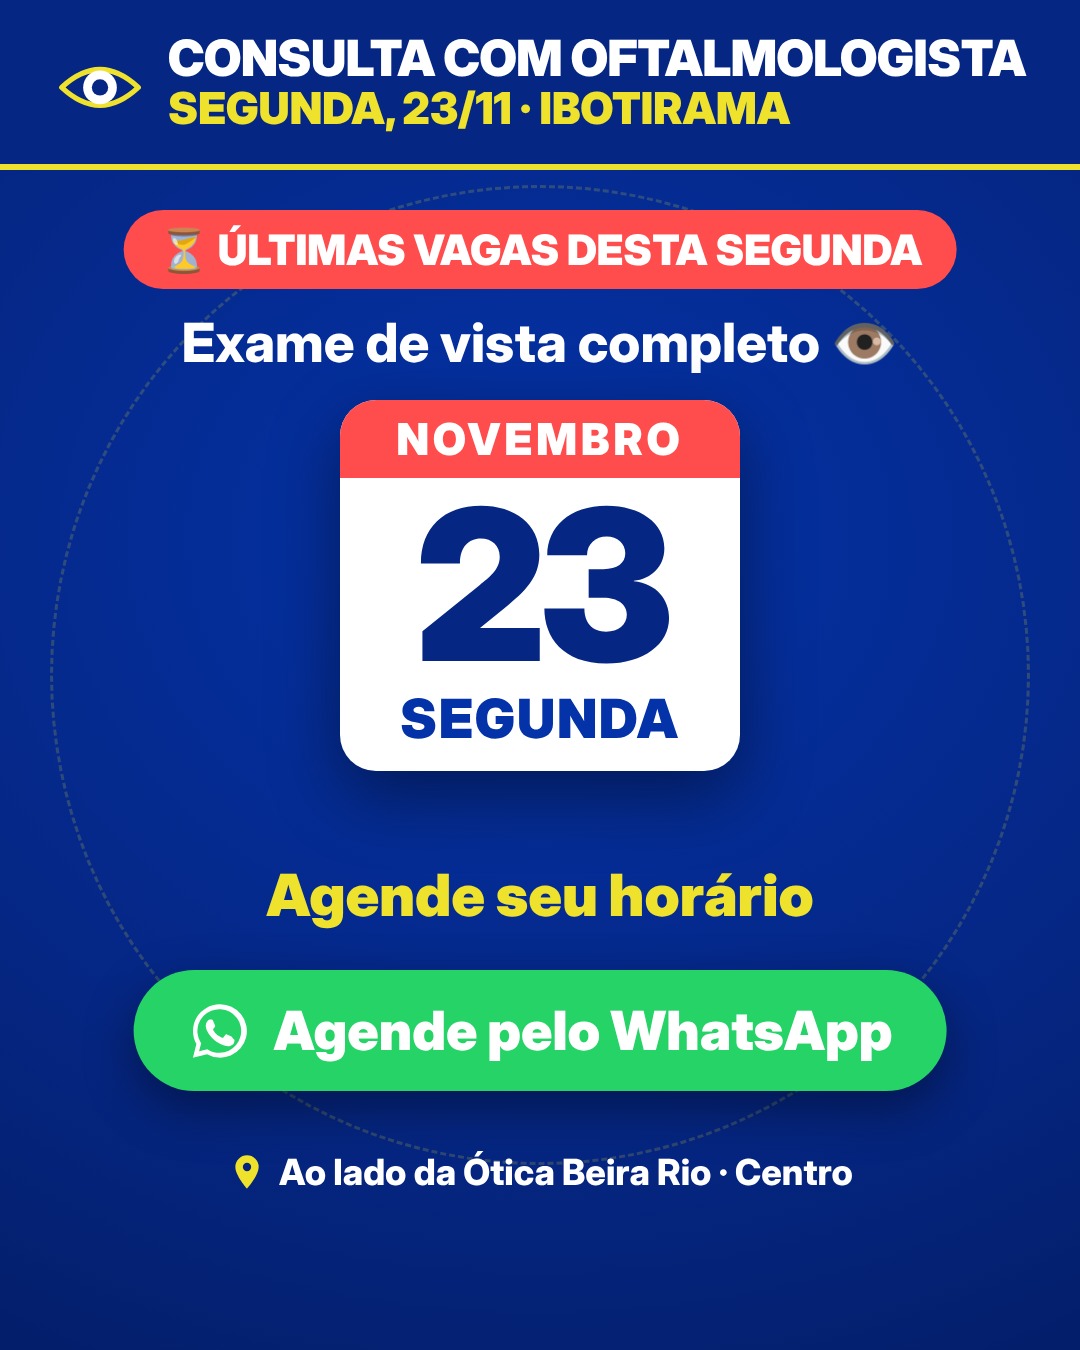 CONSULTA COM OFTALMOLOGISTA
SEGUNDA, 23/11 · IBOTIRAMA
⏳ ÚLTIMAS VAGAS DESTA SEGUNDA
Exame de vista completo 👁️
NOVEMBRO
23
SEGUNDA
Agende seu horário
Agende pelo WhatsApp
Ao lado da Ótica Beira Rio · Centro